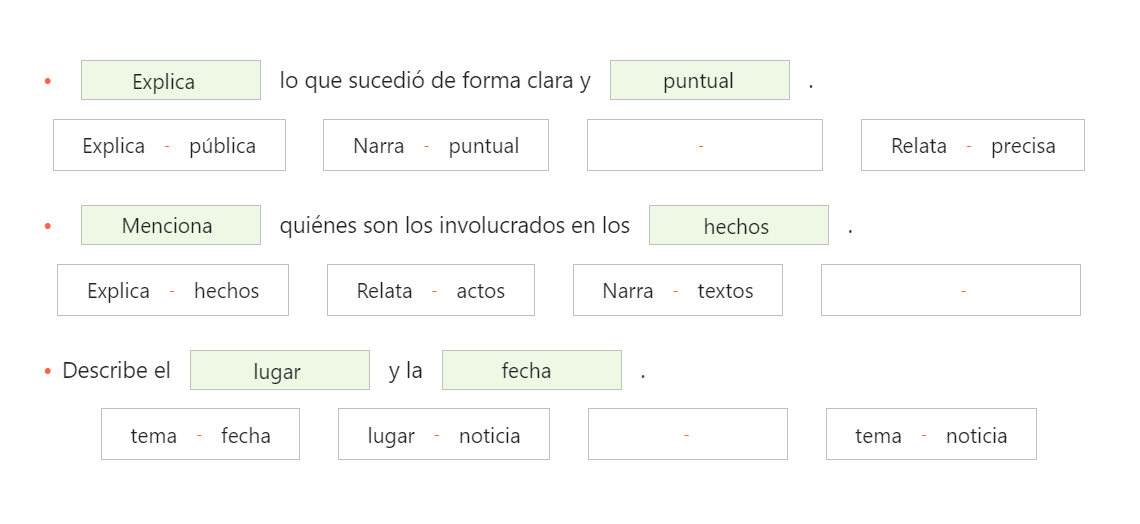 • Explica lo que sucedió de forma clara y puntual .
Explica - pública Narra - puntual - Relata - precisa
• Menciona quiénes son los involucrados en los hechos .
Explica - hechos Relata - actos Narra - textos -
• Describe el lugar y la fecha .
tema - fecha lugar - noticia - tema - noticia